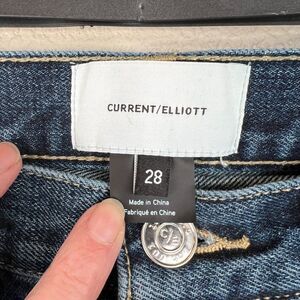 CURRENT/ELLIOTT
28
Made in China
Fabriqué en Chine